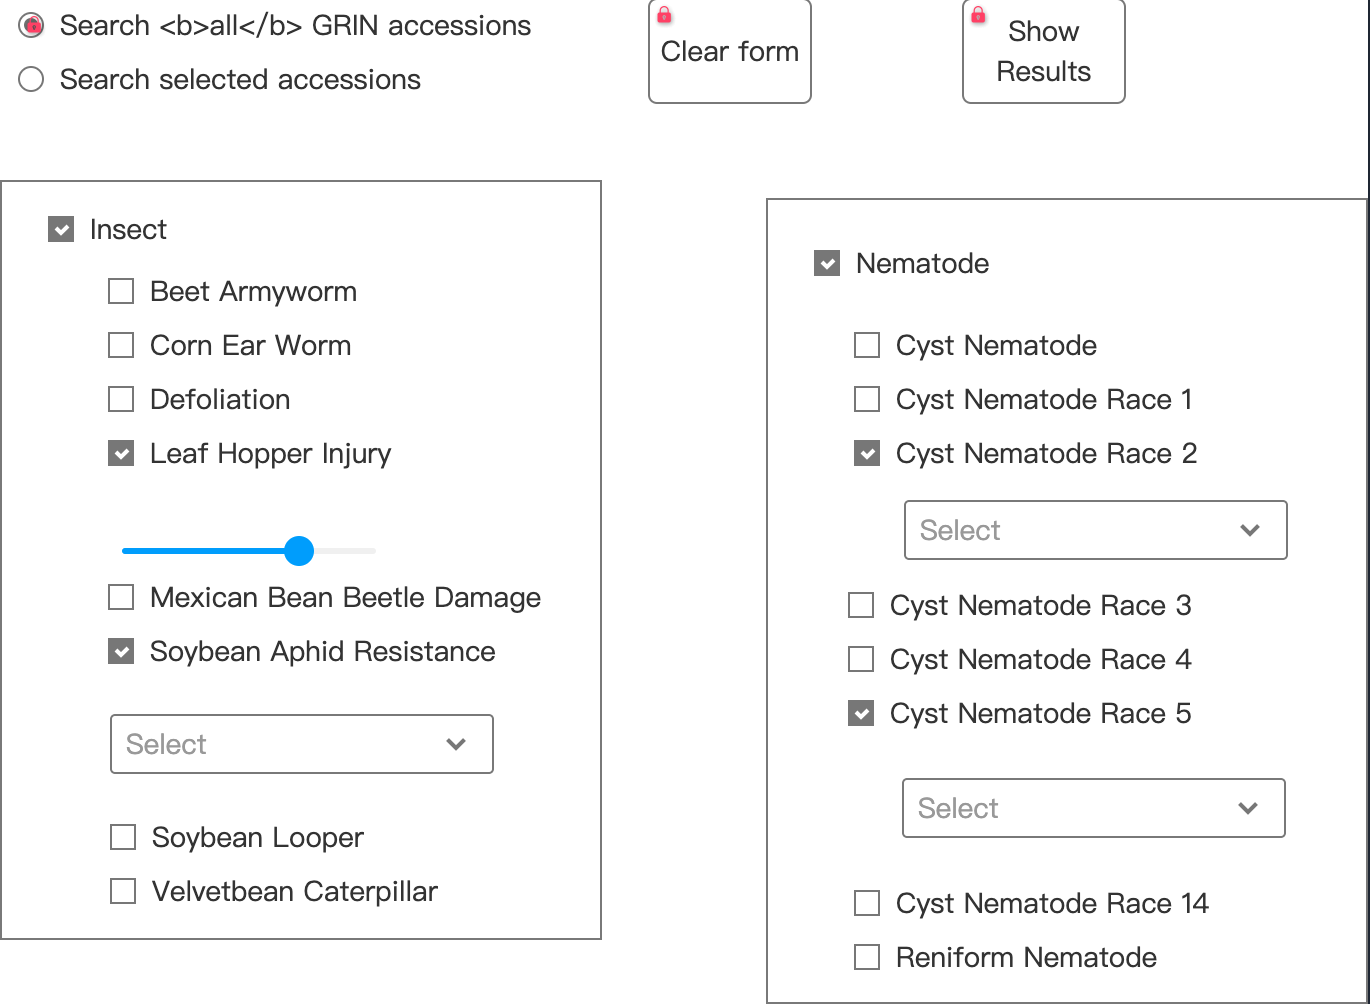 Search <b>all</b> GRIN accessions
Search selected accessions
Clear form
Show
Results
Insect
Beet Armyworm
Corn Ear Worm
Defoliation
Leaf Hopper Injury
Mexican Bean Beetle Damage
Soybean Aphid Resistance
Select
Soybean Looper
Velvetbean Caterpillar
Nematode
Cyst Nematode
Cyst Nematode Race 1
Cyst Nematode Race 2
Select
Cyst Nematode Race 3
Cyst Nematode Race 4
Cyst Nematode Race 5
Select
Cyst Nematode Race 14
Reniform Nematode